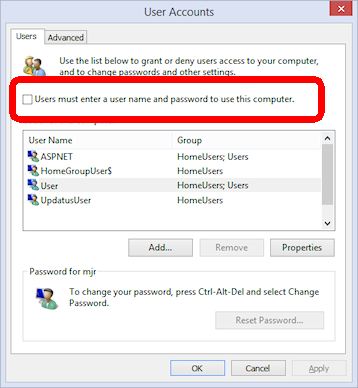 User Accounts
Users
Advanced
Use the list below to grant or deny users access to your computer,
and to change passwords and other settings.
Users must enter a user name and password to use this computer.
User Name Group
ASPNET HomeUsers; Users
HomeGroupUser$ HomeUsers
User HomeUsers; Users
UpdatusUser HomeUsers
Add... Remove Properties
Password for mjr
To change your password, press Ctrl-Alt-Del and select Change
Password.
Reset Password...
OK Cancel Apply